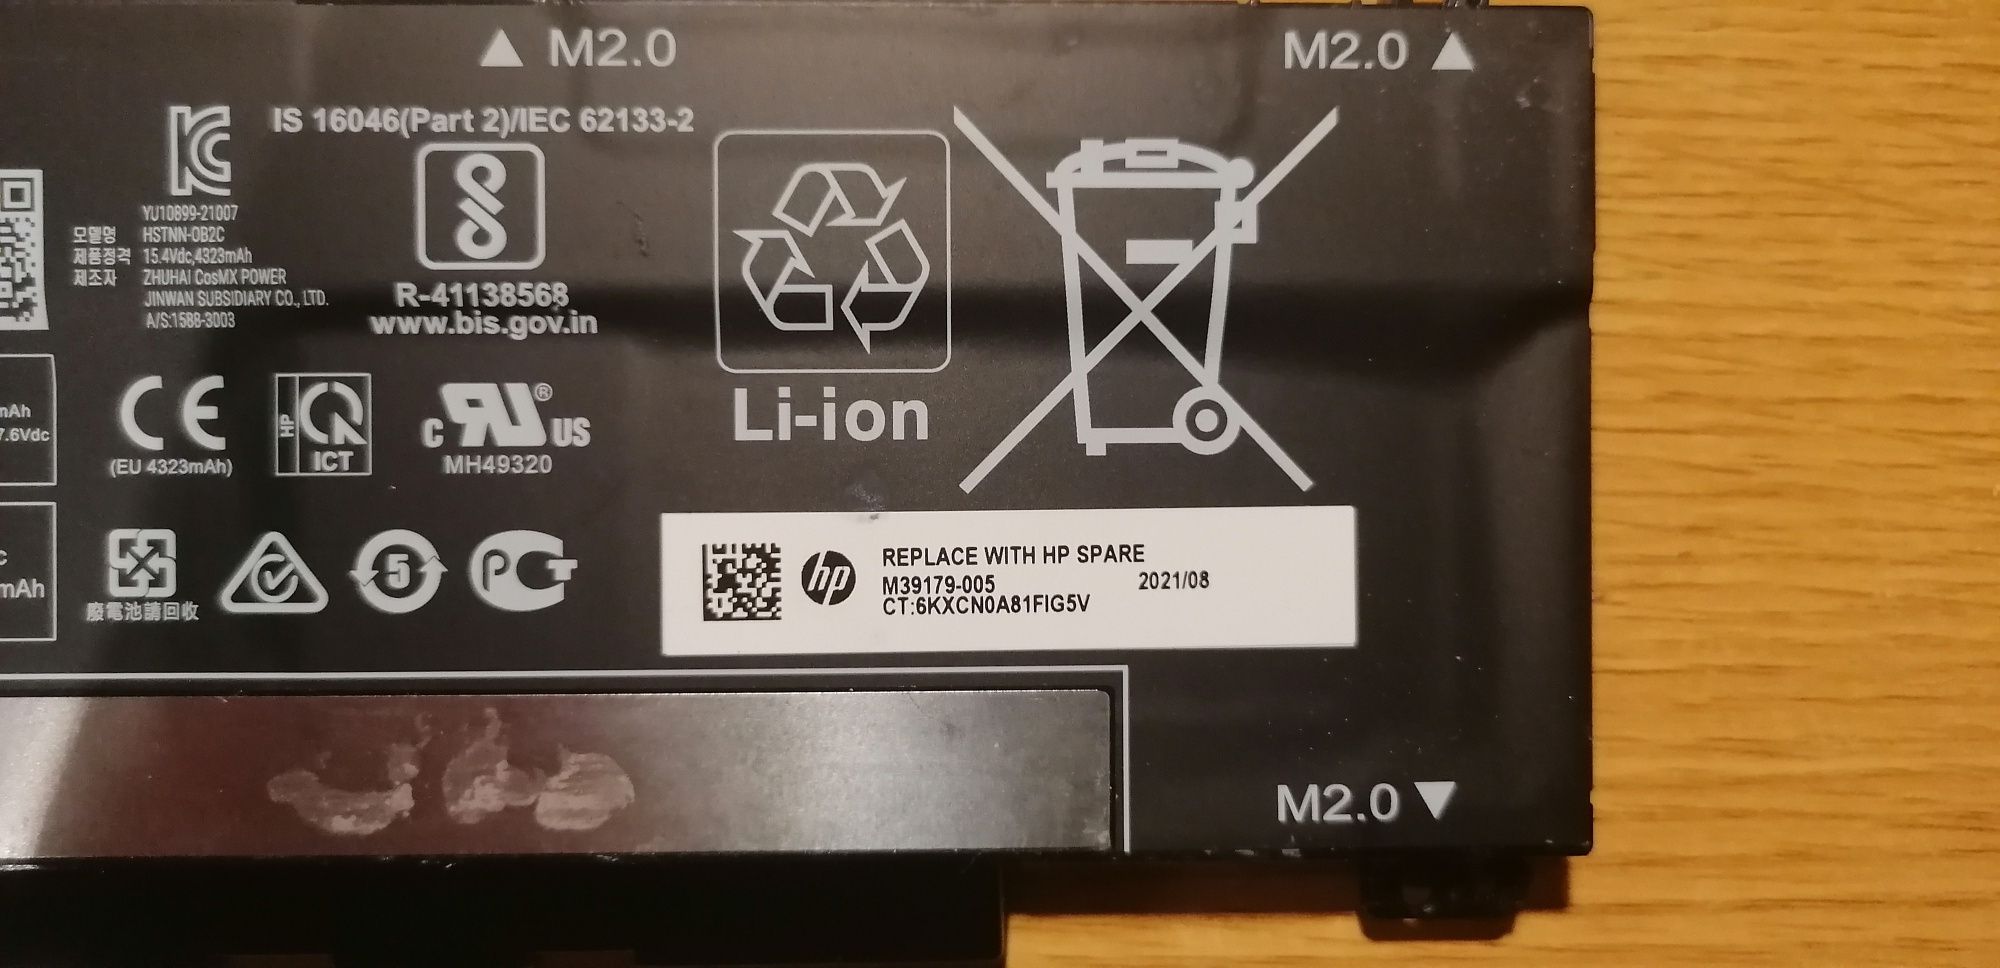 M2.0
M2.0
IS 16046(Part 2)/IEC 62133-2
YU10899-21007
모델명 HSTNN-0B2C
제품정격 15.4Vdc,4323mAh
제조자 ZHUHAI CosMX POWER
JINWAN SUBSIDIARY CO., LTD.
A/S:1588-3003
R-41138568
www.bis.gov.in
Li-ion
mAh
7.6Vdc
CE
(EU 4323mAh)
HP
ICT
c RU® US
MH49320
c
mAh
廢電池請回收
5
PCT
hp
REPLACE WITH HP SPARE
M39179-005 2021/08
CT:6KXCN0A81FIG5V
M2.0